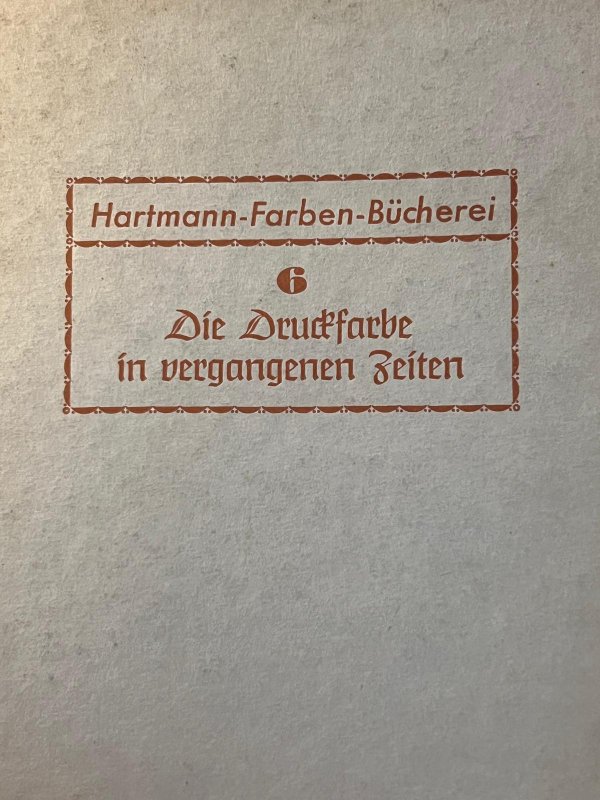 Hartmann-Farben-Bücherei
6
Die Druckfarbe
in vergangenen Zeiten